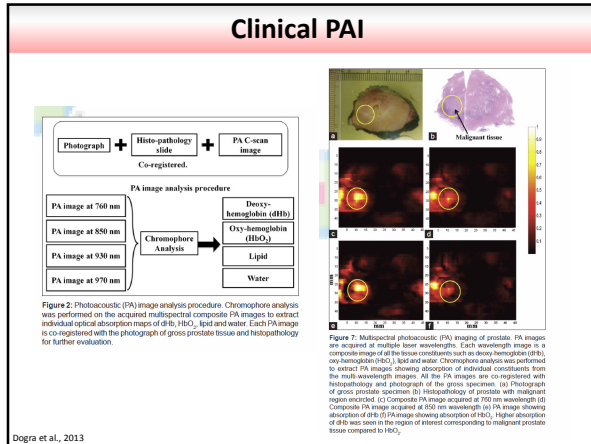 Clinical PAI
Photograph
Histo-pathology
slide
PA C-scan
image
Co-registered.
PA image analysis procedure
PA image at 760 nm
PA image at 850 nm
PA image at 930 nm
PA image at 970 nm
Chromophore
Analysis
Deoxy-
hemoglobin (dHb)
Oxy-hemoglobin
(HbO₂)
Lipid
Water
Figure 2: Photoacoustic (PA) image analysis procedure. Chromophore analysis
was performed on the acquired multispectral composite PA images to extract
individual optical absorption maps of dHb, HbO₂, lipid and water. Each PA image
is co-registered with the photograph of gross prostate tissue and histopathology
for further evaluation.
a
b
Malignant tissue
c
d
e
f
mm
mm
Figure 7: Multispectral photoacoustic (PA) imaging of prostate. PA images
are acquired at multiple laser wavelengths. Each wavelength image is a
composite image of all the tissue constituents such as deoxy-hemoglobin (dHb),
oxy-hemoglobin (HbO₂), lipid and water. Chromophore analysis was performed
to extract PA images showing absorption of individual constituents from
the multi-wavelength images. All the PA images are co-registered with
histopathology and photograph of the gross specimen. (a) Photograph
of gross prostate specimen (b) Histopathology of prostate with malignant
region encircled. (c) Composite PA image acquired at 760 nm wavelength (d)
Composite PA image acquired at 850 nm wavelength (e) PA image showing
absorption of dHb (f) PA image showing absorption of HbO₂. Higher absorption
of dHb was seen in the region of interest corresponding to malignant prostate
tissue compared to HbO₂.
Dogra et al., 2013